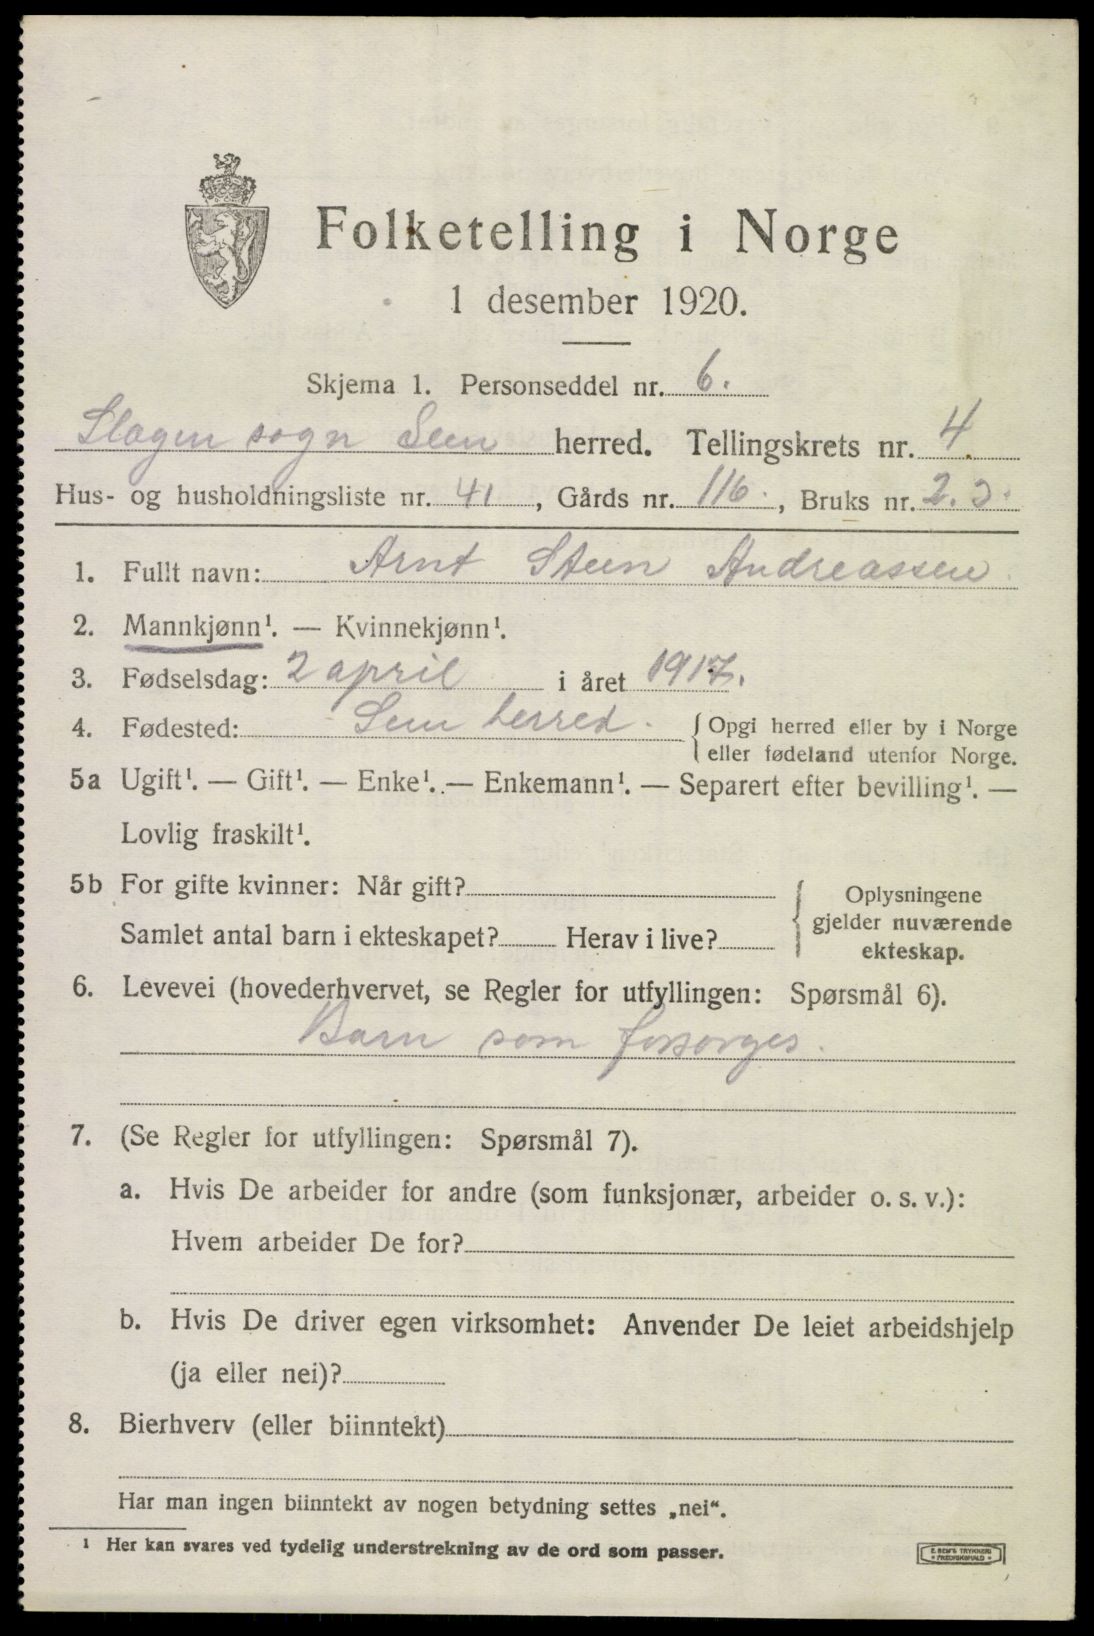 Folketelling i Norge
1 desember 1920.
Skjema 1. Personseddel nr. 6.
Slagen sogn Sem herred. Tellingskrets nr. 4.
Hus- og husholdningsliste nr. 41, Gårds nr. 116., Bruks nr. 2.3.
1. Fullt navn: Arnt Steen Andreassen.
2. Mannkjønn¹. — Kvinnekjønn¹.
3. Fødselsdag: 2 april i året 1917.
4. Fødested: Sem herred. { Opgi herred eller by i Norge
eller fødeland utenfor Norge.
5a Ugift¹. — Gift¹. — Enke¹. — Enkemann¹. — Separert efter bevilling¹. —
Lovlig fraskilt¹.
5b For gifte kvinner: Når gift?
Samlet antal barn i ekteskapet? Herav i live?
{ Oplysningene
gjelder nuværende
ekteskap.
6. Levevei (hovederhvervet, se Regler for utfyllingen: Spørsmål 6).
Barn som forsorges.
7. (Se Regler for utfyllingen: Spørsmål 7).
a. Hvis De arbeider for andre (som funksjonær, arbeider o. s. v.):
Hvem arbeider De for?
b. Hvis De driver egen virksomhet: Anvender De leiet arbeidshjelp
(ja eller nei)?
8. Bierhverv (eller biinntekt)
Har man ingen biinntekt av nogen betydning settes „nei“.
¹ Her kan svares ved tydelig understrekning av de ord som passer.
E. SEM'S TRYKKERI
FREDRIKSHALD